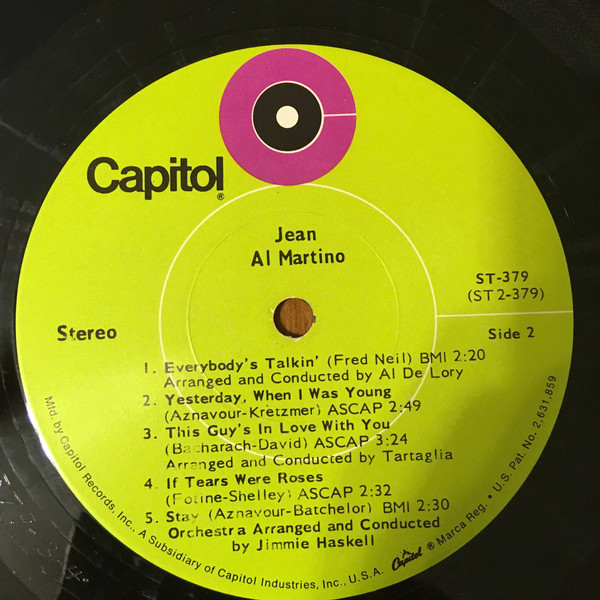 Capitol®
Jean
Al Martino
ST-379
(ST 2-379)
Stereo
Side 2
1. Everybody's Talkin' (Fred Neil) BMI 2:20
Arranged and Conducted by Al De Lory
2. Yesterday, When I Was Young
(Aznavour-Kretzmer) ASCAP 2:49
3. This Guy's In Love With You
(Bacharach-David) ASCAP 3:24
Arranged and Conducted by Tartaglia
4. If Tears Were Roses
(Fotine-Shelley) ASCAP 2:32
5. Stay (Aznavour-Batchelor) BMI 2:30
Orchestra Arranged and Conducted
by Jimmie Haskell
Mfd. by Capitol Records, Inc., A Subsidiary of Capitol Industries, Inc., U.S.A. Capitol ® Marca Reg. • U.S. Pat. No. 2,631,859